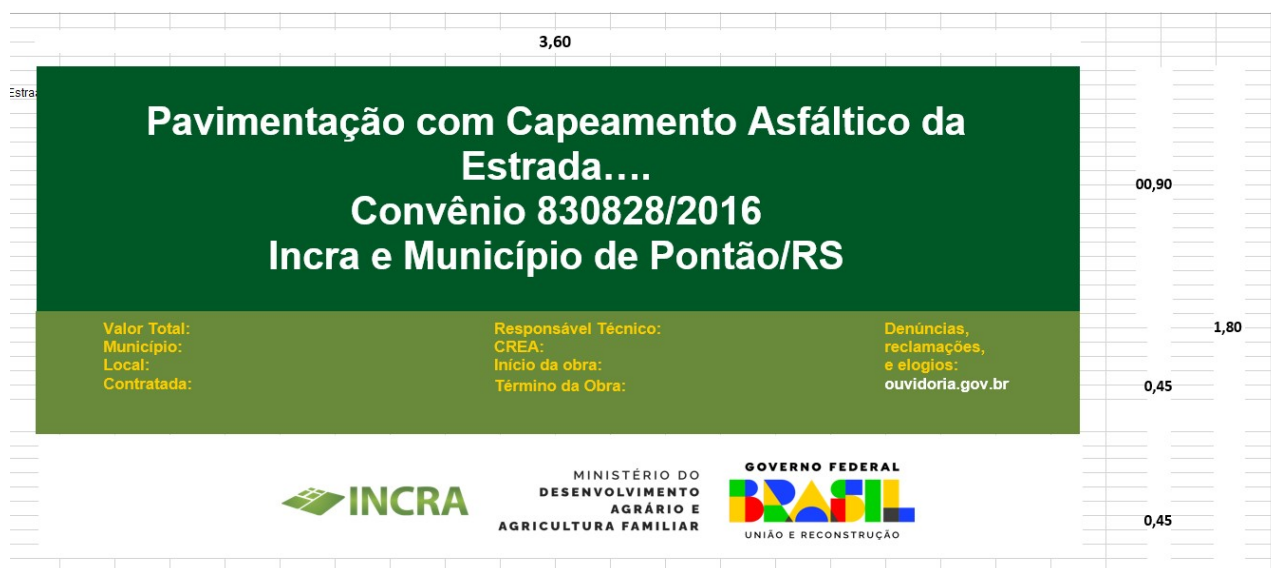 3,60
Estra
Pavimentação com Capeamento Asfáltico da
Estrada....
Convênio 830828/2016
Incra e Município de Pontão/RS
00,90
Valor Total:
Município:
Local:
Contratada:
Responsável Técnico:
CREA:
Início da obra:
Término da Obra:
Denúncias,
reclamações,
e elogios:
ouvidoria.gov.br
1,80
0,45
INCRA
MINISTÉRIO DO
DESENVOLVIMENTO
AGRÁRIO E
AGRICULTURA FAMILIAR
GOVERNO FEDERAL
BRASIL
UNIÃO E RECONSTRUÇÃO
0,45